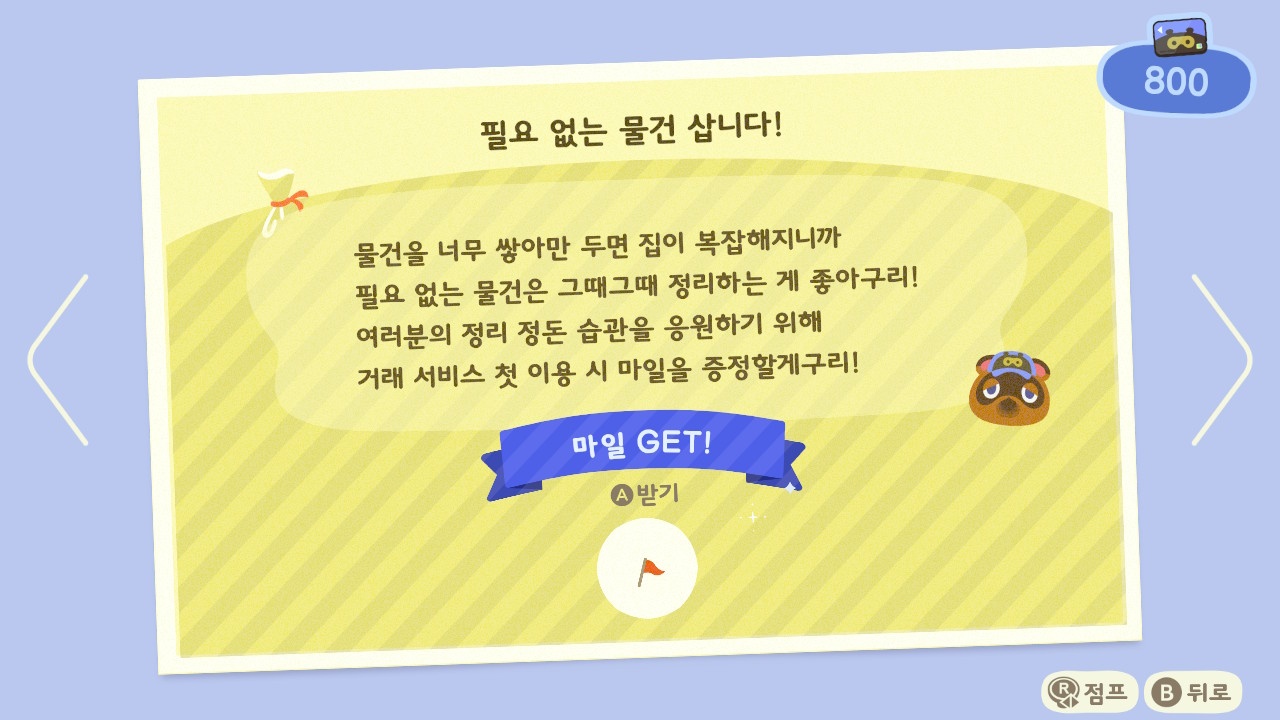 800
필요 없는 물건 삽니다!
물건을 너무 쌓아만 두면 집이 복잡해지니까
필요 없는 물건은 그때그때 정리하는 게 좋아구리!
여러분의 정리 정돈 습관을 응원하기 위해
거래 서비스 첫 이용 시 마일을 증정할게구리!
마일 GET!
A 받기
R 점프
B 뒤로